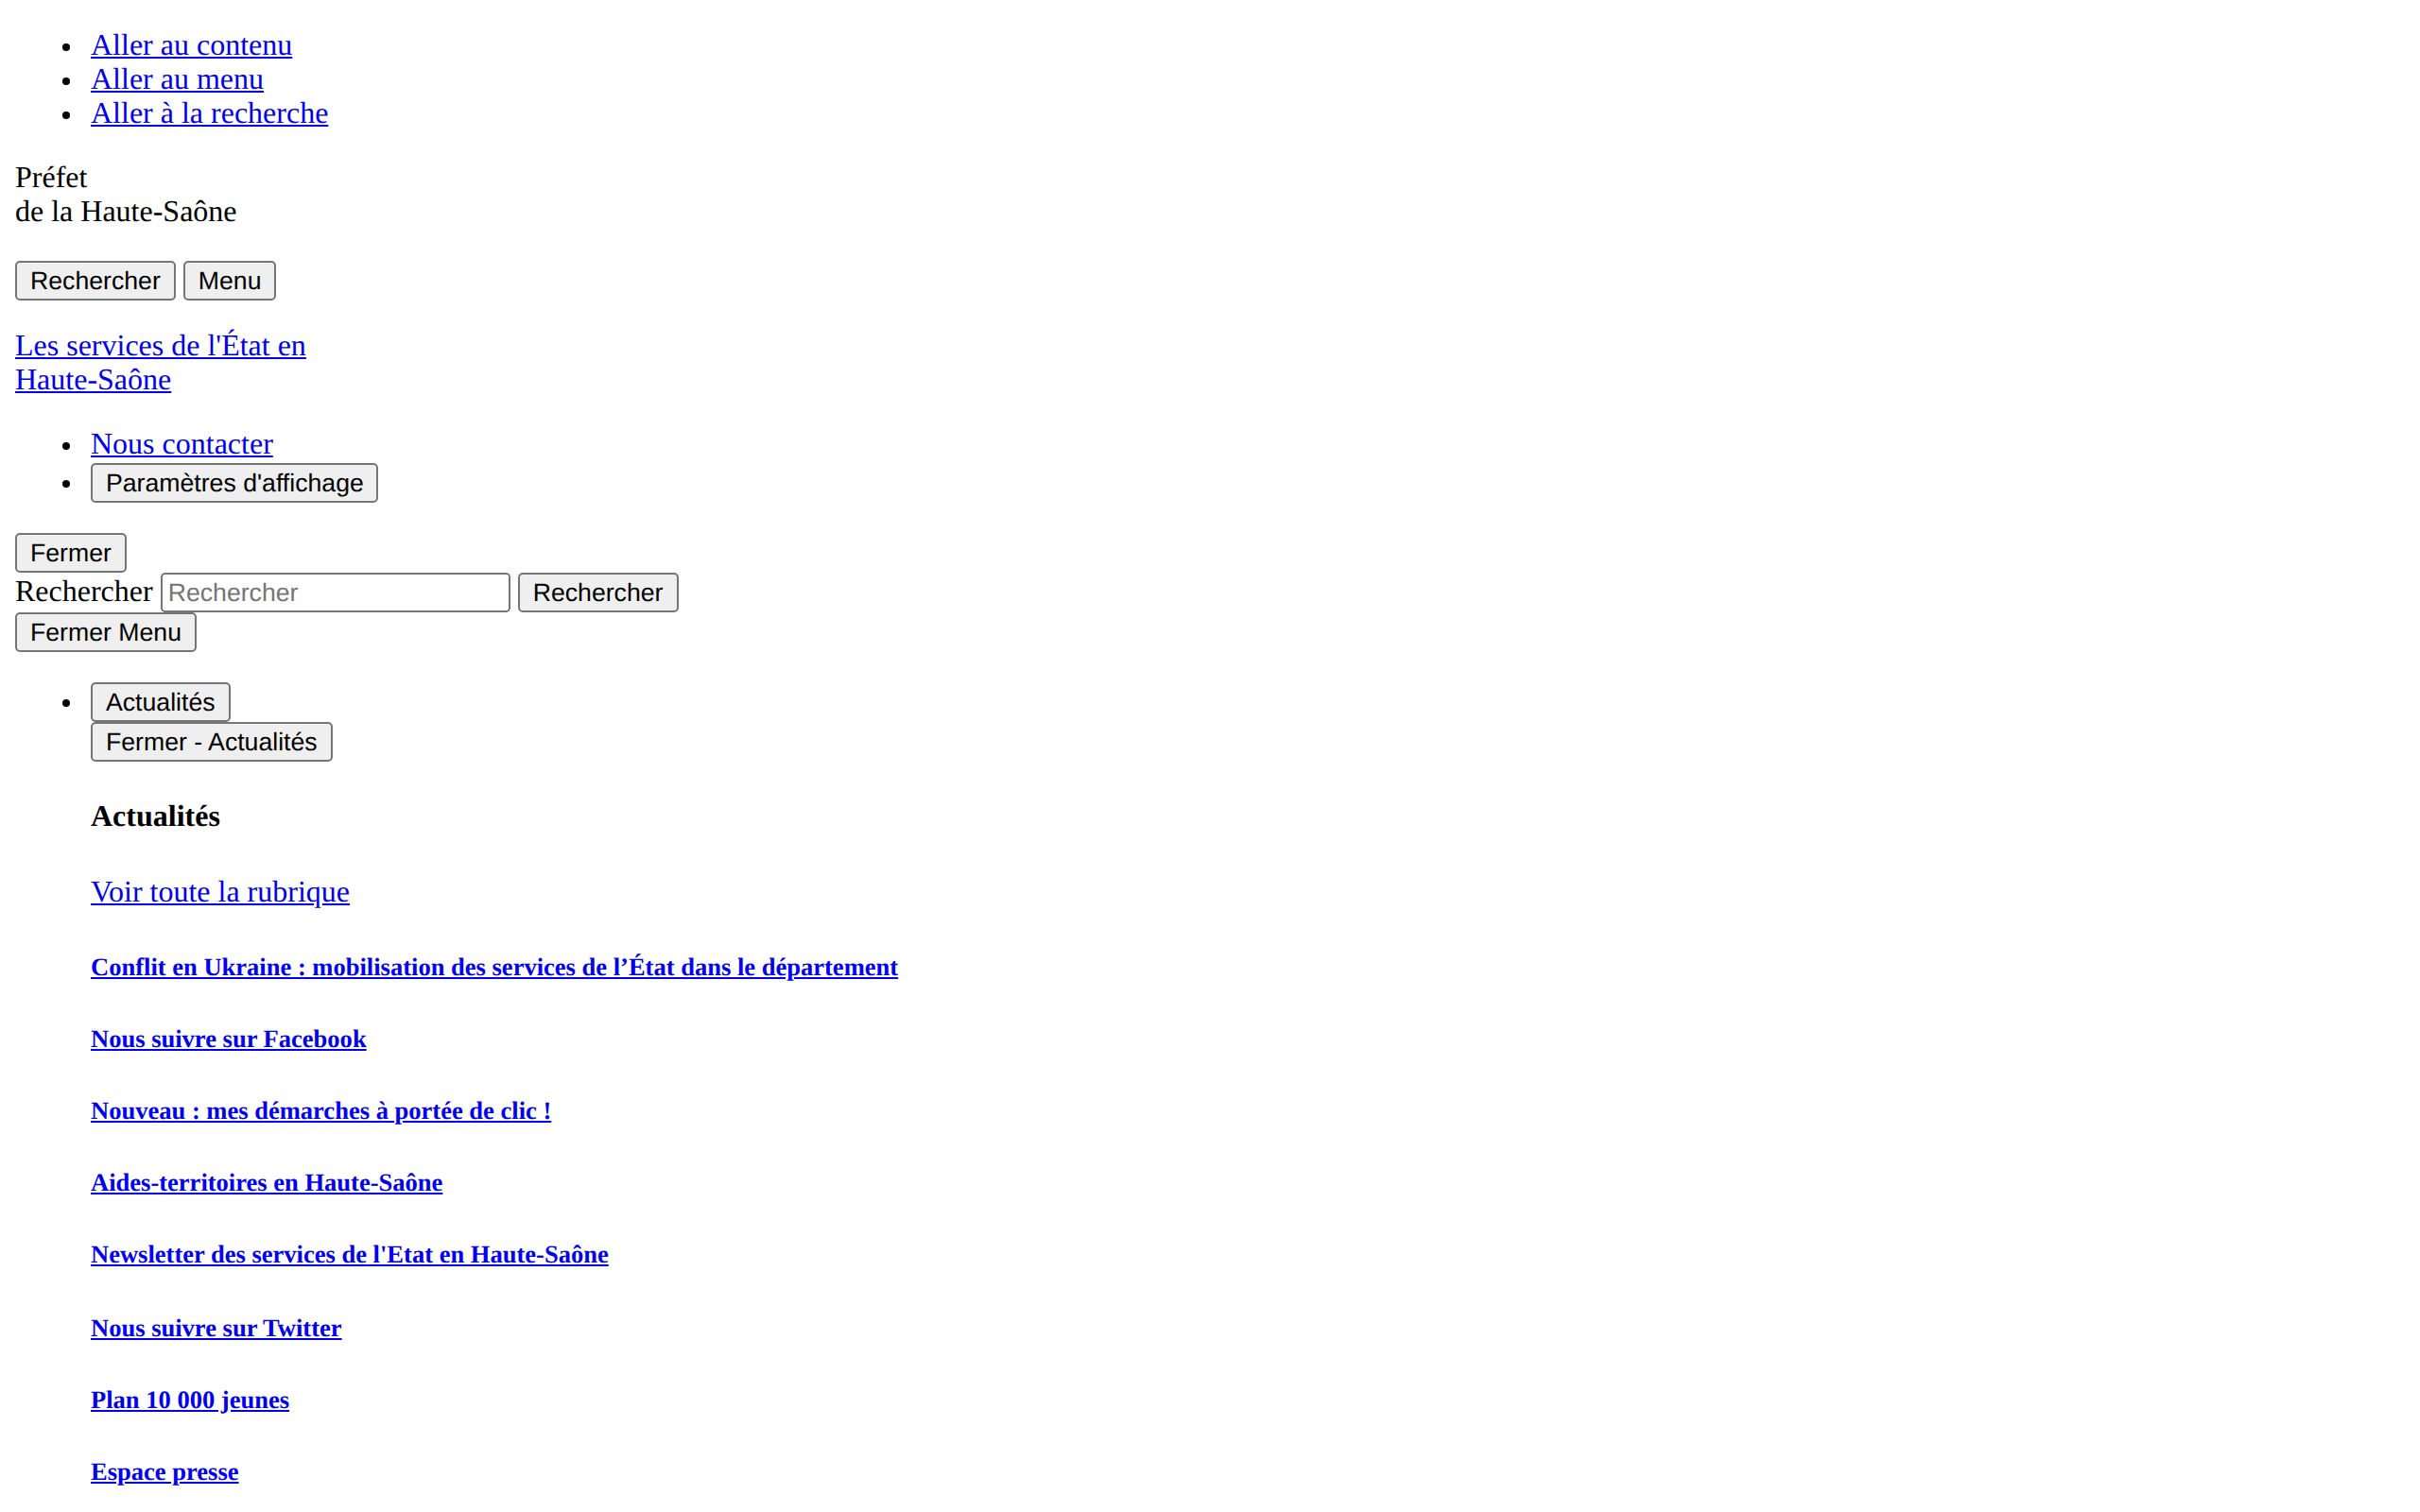 Aller au contenu
Aller au menu
Aller à la recherche
Préfet
de la Haute-Saône
Rechercher Menu
Les services de l'État en
Haute-Saône
Nous contacter
Paramètres d'affichage
Fermer
Rechercher Rechercher Rechercher
Fermer Menu
Actualités
Fermer - Actualités
Actualités
Voir toute la rubrique
Conflit en Ukraine : mobilisation des services de l’État dans le département
Nous suivre sur Facebook
Nouveau : mes démarches à portée de clic !
Aides-territoires en Haute-Saône
Newsletter des services de l'Etat en Haute-Saône
Nous suivre sur Twitter
Plan 10 000 jeunes
Espace presse